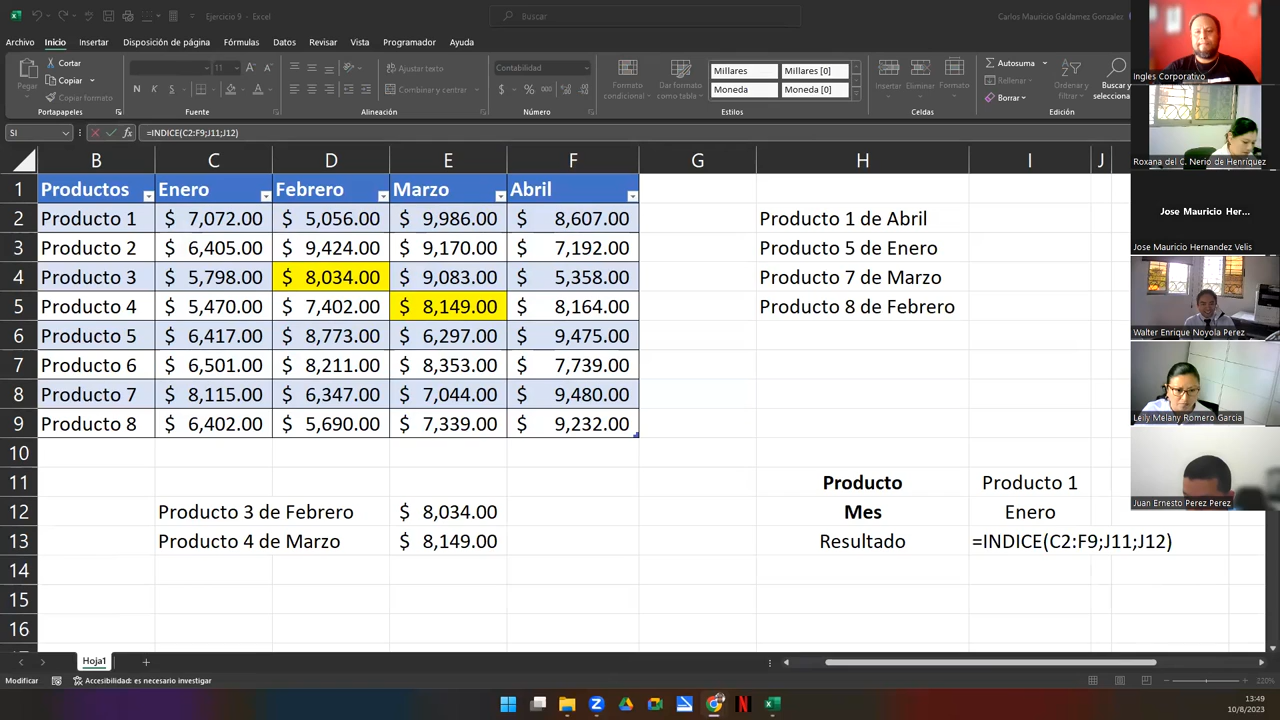 Ejercicio 9 - Excel
Buscar
Carlos Mauricio Galdamez Gonzales
Archivo Inicio Insertar Disposición de página Fórmulas Datos Revisar Vista Programador Ayuda
Pegar
Cortar
Copiar
Copiar formato
Portapapeles
11
N K S
Fuente
Ajustar texto
Combinar y centrar
Alineación
Contabilidad
$ % 000
Número
Formato condicional
Dar formato como tabla
Millares Millares [0]
Moneda Moneda [0]
Estilos
Insertar Eliminar Formato
Celdas
Autosuma
Rellenar
Borrar
Ordenar y filtrar
Buscar y selecciona
Edición
SI fx =INDICE(C2:F9;J11;J12)
B C D E F G H I J
1 Productos Enero Febrero Marzo Abril
2 Producto 1 $ 7,072.00 $ 5,056.00 $ 9,986.00 $ 8,607.00 Producto 1 de Abril
3 Producto 2 $ 6,405.00 $ 9,424.00 $ 9,170.00 $ 7,192.00 Producto 5 de Enero
4 Producto 3 $ 5,798.00 $ 8,034.00 $ 9,083.00 $ 5,358.00 Producto 7 de Marzo
5 Producto 4 $ 5,470.00 $ 7,402.00 $ 8,149.00 $ 8,164.00 Producto 8 de Febrero
6 Producto 5 $ 6,417.00 $ 8,773.00 $ 6,297.00 $ 9,475.00
7 Producto 6 $ 6,501.00 $ 8,211.00 $ 8,353.00 $ 7,739.00
8 Producto 7 $ 8,115.00 $ 6,347.00 $ 7,044.00 $ 9,480.00
9 Producto 8 $ 6,402.00 $ 5,690.00 $ 7,339.00 $ 9,232.00
10
11 Producto Producto 1
12 Producto 3 de Febrero $ 8,034.00 Mes Enero
13 Producto 4 de Marzo $ 8,149.00 Resultado =INDICE(C2:F9;J11;J12)
14
15
16
Hoja1
Modificar
Accesibilidad: es necesario investigar
220%
13:49
10/8/2023
Ingles Corporativo
Roxana del C. Nerio de Henríquez
Jose Mauricio Her...
Jose Mauricio Hernandez Velis
Walter Enrique Noyola Perez
Leily Melany Romero Garcia
Juan Ernesto Perez Perez